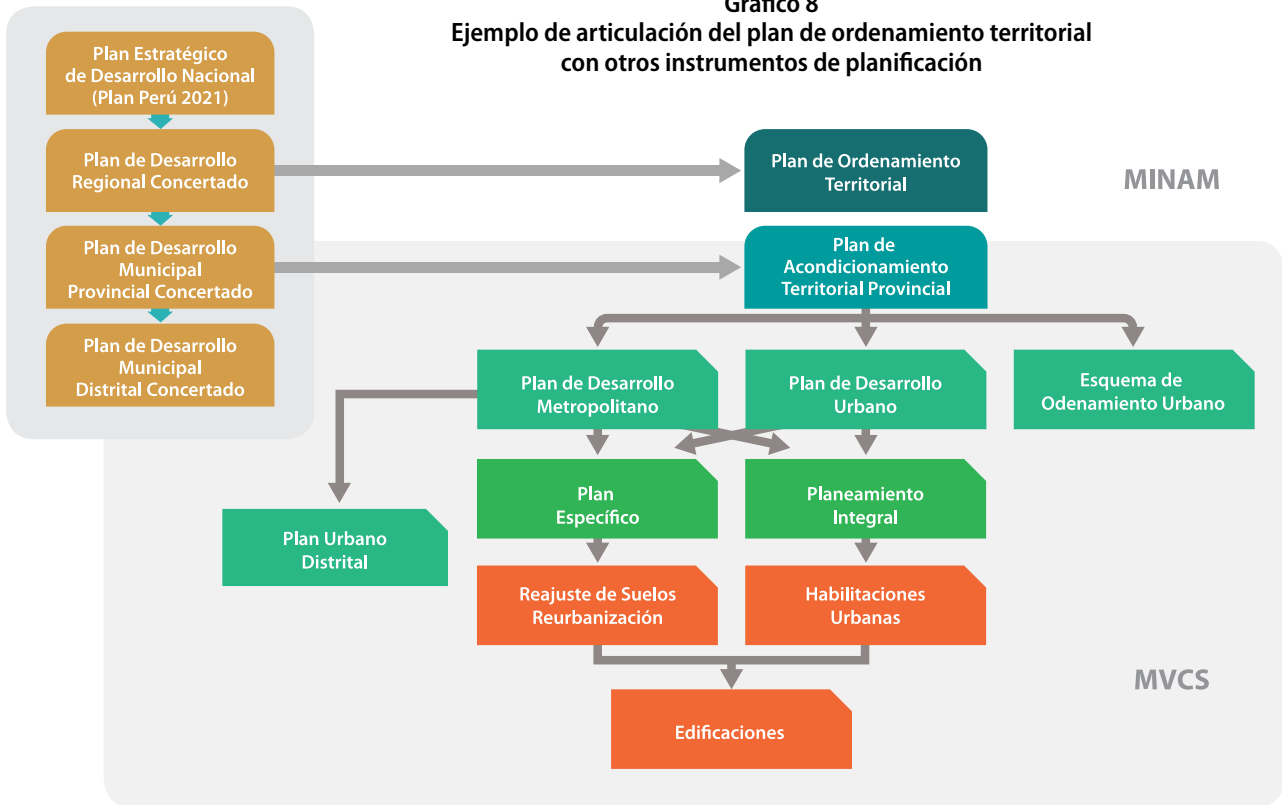 Gráfico 8
Ejemplo de articulación del plan de ordenamiento territorial
con otros instrumentos de planificación
Plan Estratégico
de Desarrollo Nacional
(Plan Perú 2021)
Plan de Desarrollo
Regional Concertado
Plan de Ordenamiento
Territorial
MINAM
Plan de Desarrollo
Municipal
Provincial Concertado
Plan de
Acondicionamiento
Territorial Provincial
Plan de Desarrollo
Municipal
Distrital Concertado
Plan de Desarrollo
Metropolitano
Plan de Desarrollo
Urbano
Esquema de
Odenamiento Urbano
Plan
Específico
Planeamiento
Integral
Plan Urbano
Distrital
Reajuste de Suelos
Reurbanización
Habilitaciones
Urbanas
MVCS
Edificaciones